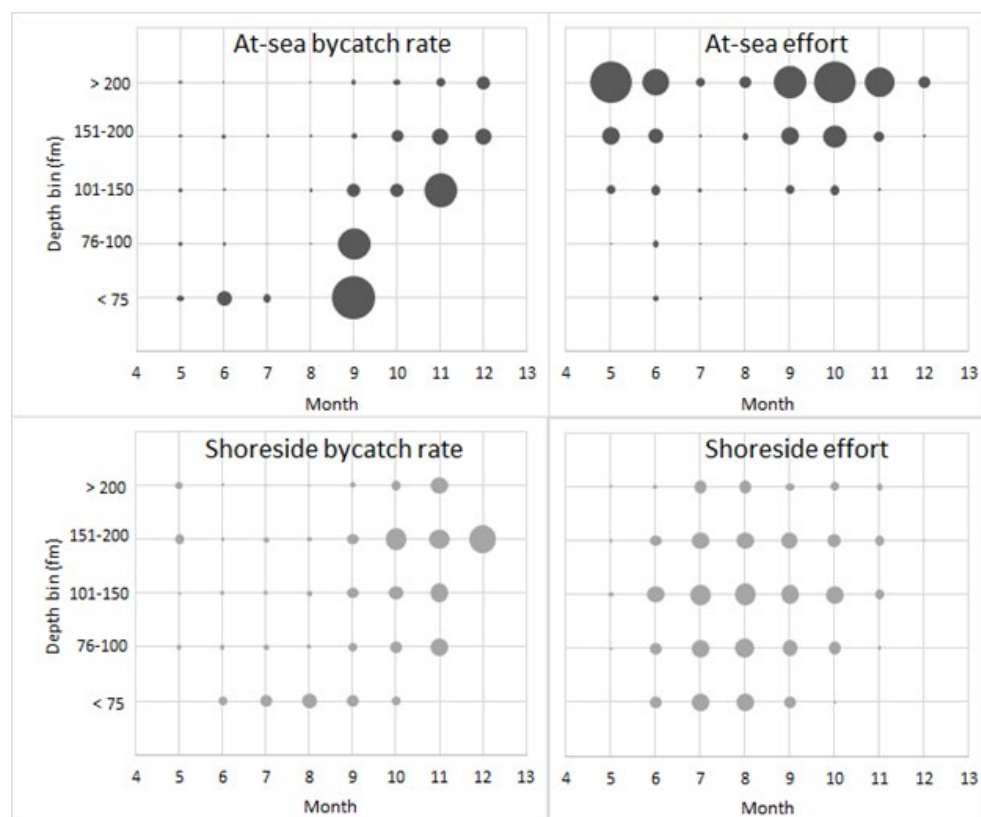 At-sea bycatch rate
At-sea effort
Depth bin (fm)
> 200
151-200
101-150
76-100
< 75
4 5 6 7 8 9 10 11 12 13
4 5 6 7 8 9 10 11 12 13
Month
Month
Shoreside bycatch rate
Shoreside effort
Depth bin (fm)
> 200
151-200
101-150
76-100
< 75
4 5 6 7 8 9 10 11 12 13
4 5 6 7 8 9 10 11 12 13
Month
Month